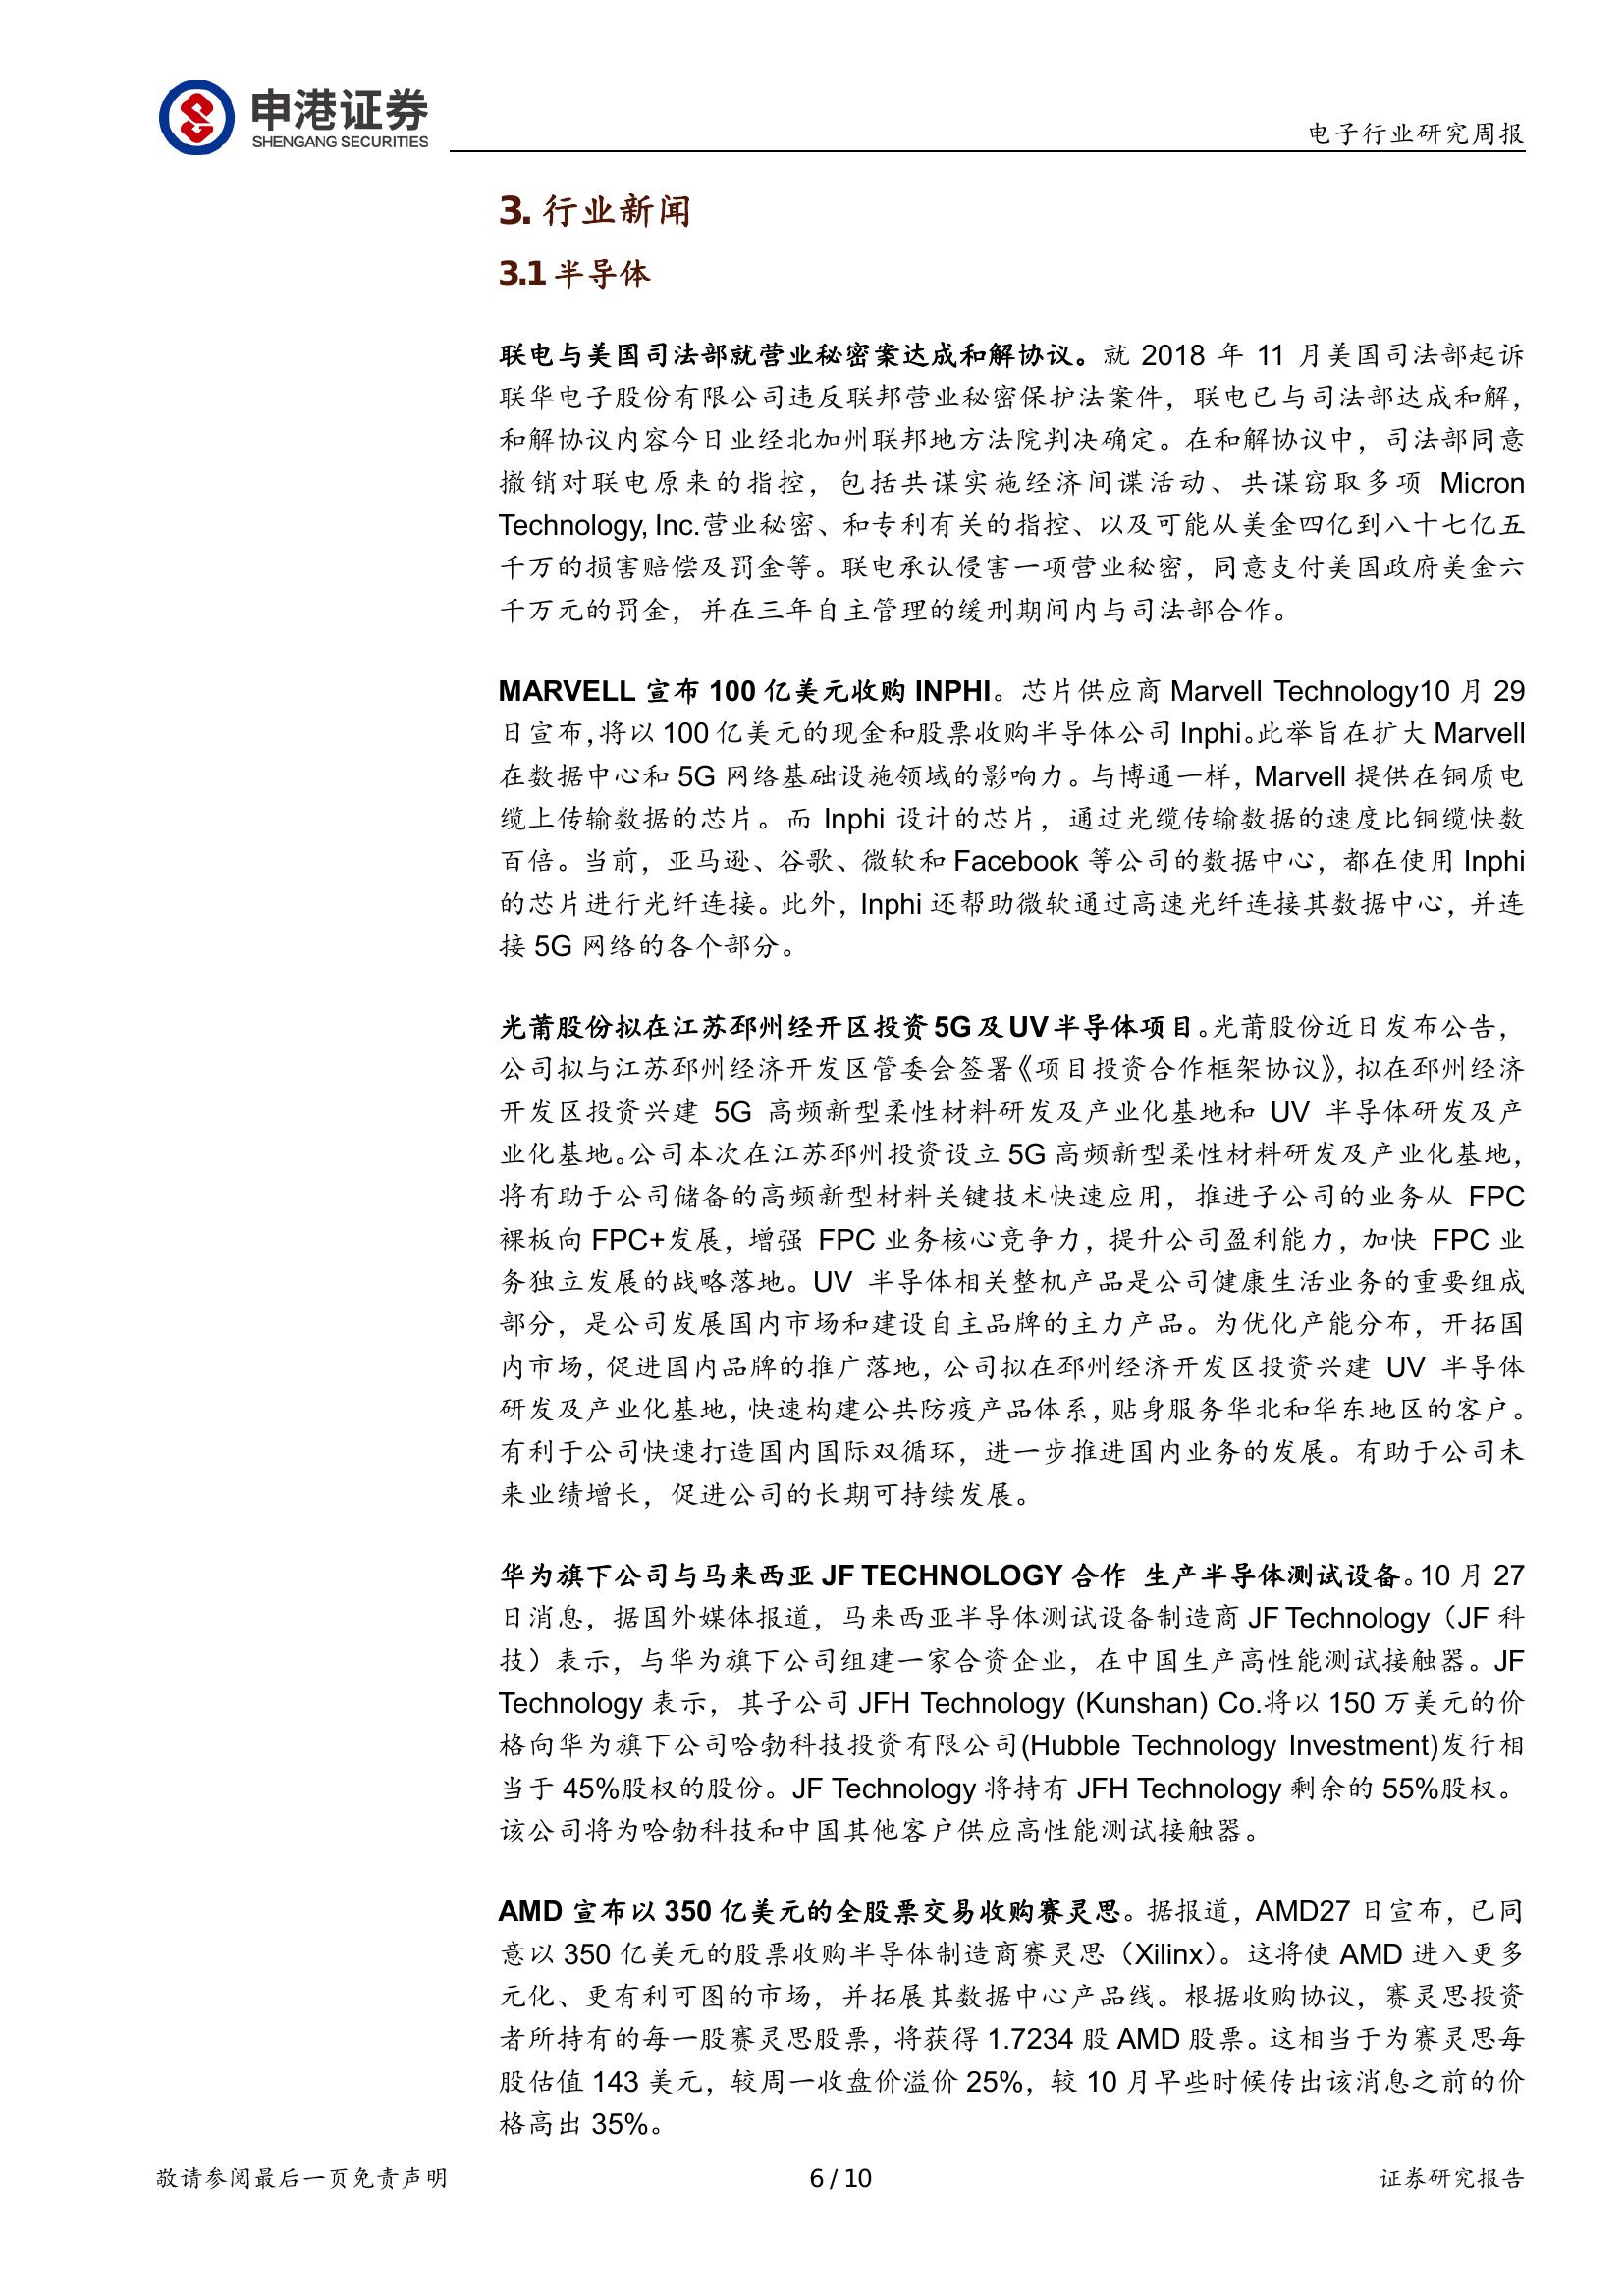 申港证券
SHENGANG SECURITIES
电子行业研究周报
3. 行业新闻
3.1 半导体
联电与美国司法部就营业秘密案达成和解协议。就 2018 年 11 月美国司法部起诉
联华电子股份有限公司违反联邦营业秘密保护法案件，联电已与司法部达成和解，
和解协议内容今日业经北加州联邦地方法院判决确定。在和解协议中，司法部同意
撤销对联电原来的指控，包括共谋实施经济间谍活动、共谋窃取多项 Micron
Technology, Inc.营业秘密、和专利有关的指控、以及可能从美金四亿到八十七亿五
千万的损害赔偿及罚金等。联电承认侵害一项营业秘密，同意支付美国政府美金六
千万元的罚金，并在三年自主管理的缓刑期间内与司法部合作。
MARVELL 宣布 100 亿美元收购 INPHI。芯片供应商 Marvell Technology10 月 29
日宣布，将以 100 亿美元的现金和股票收购半导体公司 Inphi。此举旨在扩大 Marvell
在数据中心和 5G 网络基础设施领域的影响力。与博通一样，Marvell 提供在铜质电
缆上传输数据的芯片。而 Inphi 设计的芯片，通过光缆传输数据的速度比铜缆快数
百倍。当前，亚马逊、谷歌、微软和 Facebook 等公司的数据中心，都在使用 Inphi
的芯片进行光纤连接。此外，Inphi 还帮助微软通过高速光纤连接其数据中心，并连
接 5G 网络的各个部分。
光莆股份拟在江苏邳州经开区投资 5G 及 UV 半导体项目。光莆股份近日发布公告，
公司拟与江苏邳州经济开发区管委会签署《项目投资合作框架协议》，拟在邳州经济
开发区投资兴建 5G 高频新型柔性材料研发及产业化基地和 UV 半导体研发及产
业化基地。公司本次在江苏邳州投资设立 5G 高频新型柔性材料研发及产业化基地，
将有助于公司储备的高频新型材料关键技术快速应用，推进子公司的业务从 FPC
裸板向 FPC+发展，增强 FPC 业务核心竞争力，提升公司盈利能力，加快 FPC 业
务独立发展的战略落地。UV 半导体相关整机产品是公司健康生活业务的重要组成
部分，是公司发展国内市场和建设自主品牌的主力产品。为优化产能分布，开拓国
内市场，促进国内品牌的推广落地，公司拟在邳州经济开发区投资兴建 UV 半导体
研发及产业化基地，快速构建公共防疫产品体系，贴身服务华北和华东地区的客户。
有利于公司快速打造国内国际双循环，进一步推进国内业务的发展。有助于公司未
来业绩增长，促进公司的长期可持续发展。
华为旗下公司与马来西亚 JF TECHNOLOGY 合作 生产半导体测试设备。10 月 27
日消息，据国外媒体报道，马来西亚半导体测试设备制造商 JF Technology（JF 科
技）表示，与华为旗下公司组建一家合资企业，在中国生产高性能测试接触器。JF
Technology 表示，其子公司 JFH Technology (Kunshan) Co.将以 150 万美元的价
格向华为旗下公司哈勃科技投资有限公司(Hubble Technology Investment)发行相
当于 45%股权的股份。JF Technology 将持有 JFH Technology 剩余的 55%股权。
该公司将为哈勃科技和中国其他客户供应高性能测试接触器。
AMD 宣布以 350 亿美元的全股票交易收购赛灵思。据报道，AMD27 日宣布，已同
意以 350 亿美元的股票收购半导体制造商赛灵思（Xilinx）。这将使 AMD 进入更多
元化、更有利可图的市场，并拓展其数据中心产品线。根据收购协议，赛灵思投资
者所持有的每一股赛灵思股票，将获得 1.7234 股 AMD 股票。这相当于为赛灵思每
股估值 143 美元，较周一收盘价溢价 25%，较 10 月早些时候传出该消息之前的价
格高出 35%。
敬请参阅最后一页免责声明
6 / 10
证券研究报告